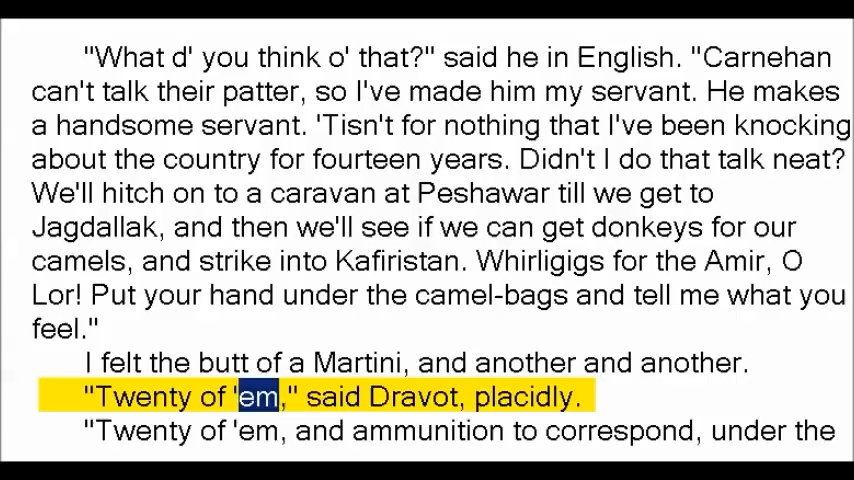 "What d' you think o' that?" said he in English. "Carnehan
can't talk their patter, so I've made him my servant. He makes
a handsome servant. 'Tisn't for nothing that I've been knocking
about the country for fourteen years. Didn't I do that talk neat?
We'll hitch on to a caravan at Peshawar till we get to
Jagdallak, and then we'll see if we can get donkeys for our
camels, and strike into Kafiristan. Whirligigs for the Amir, O
Lor! Put your hand under the camel-bags and tell me what you
feel."
I felt the butt of a Martini, and another and another.
"Twenty of 'em," said Dravot, placidly.
"Twenty of 'em, and ammunition to correspond, under the